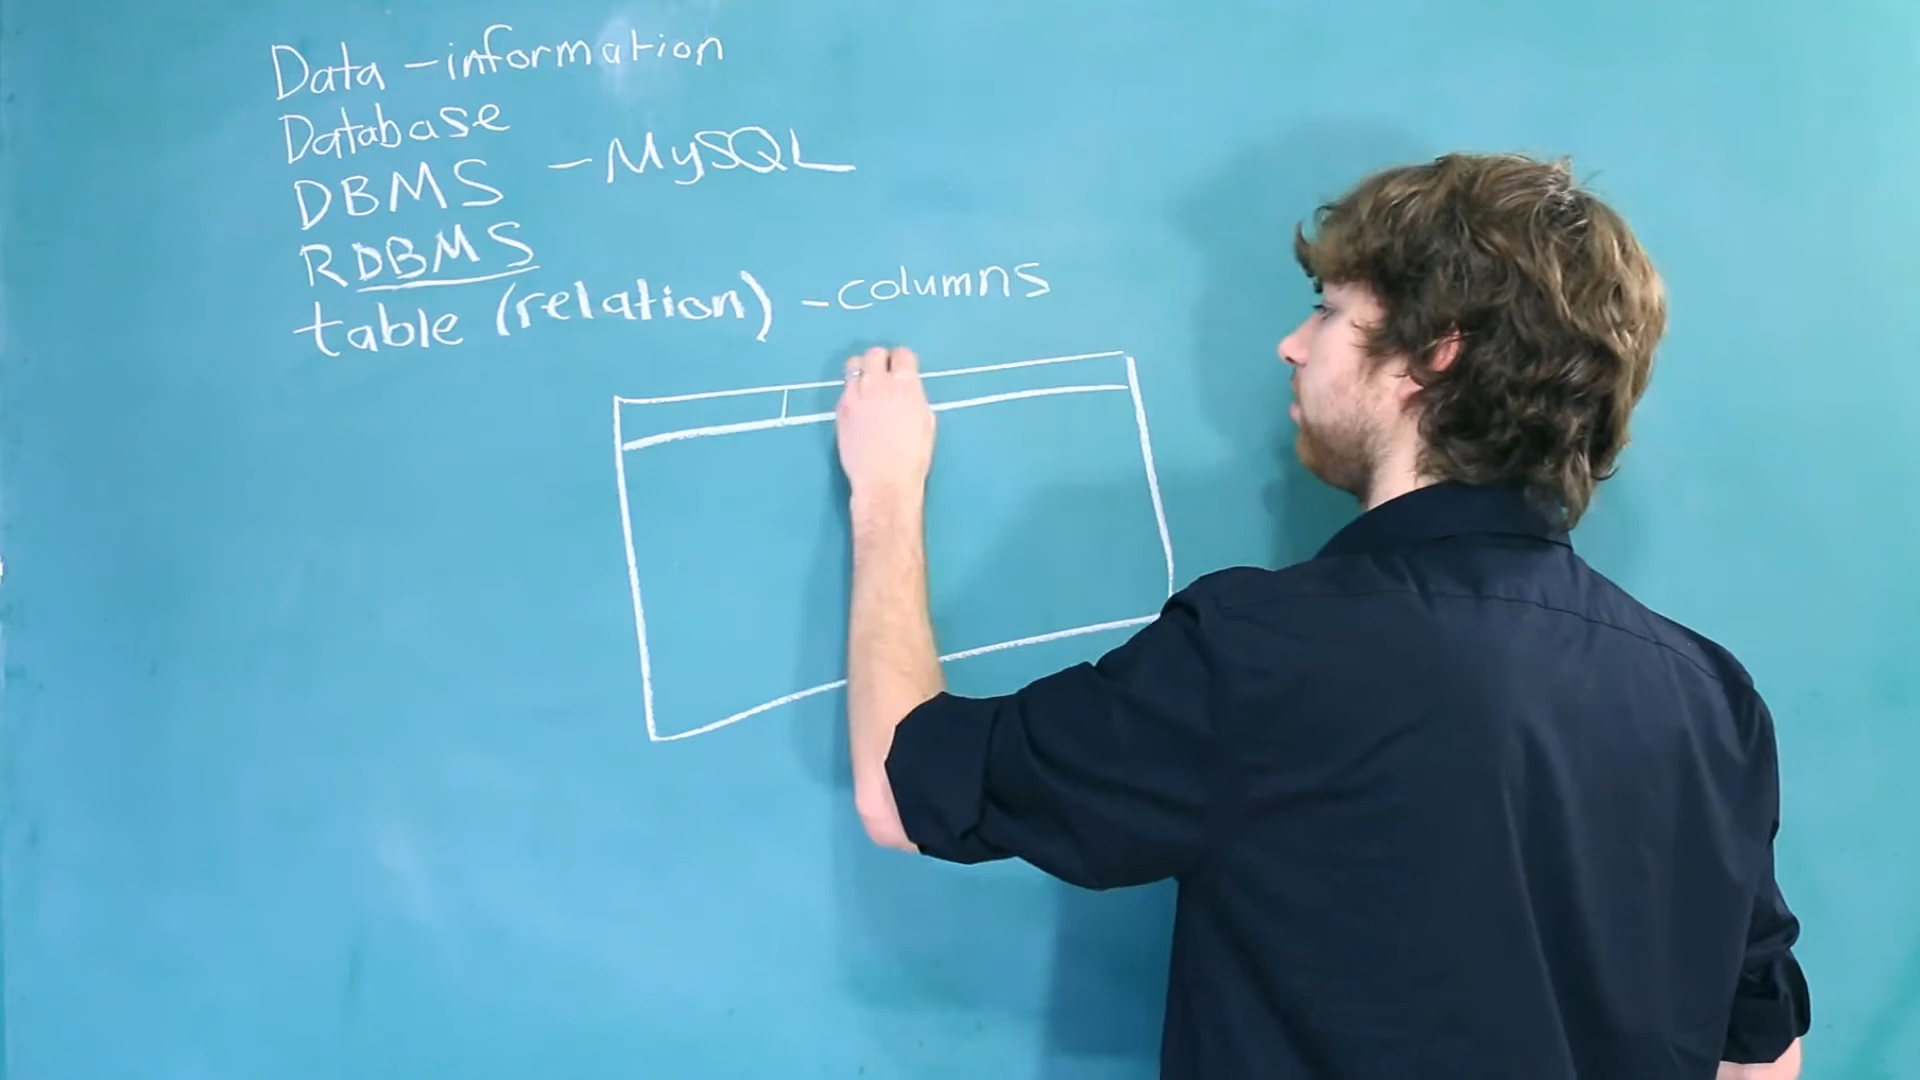 Data - information
Database
DBMS - MySQL
RDBMS
table (relation) - columns